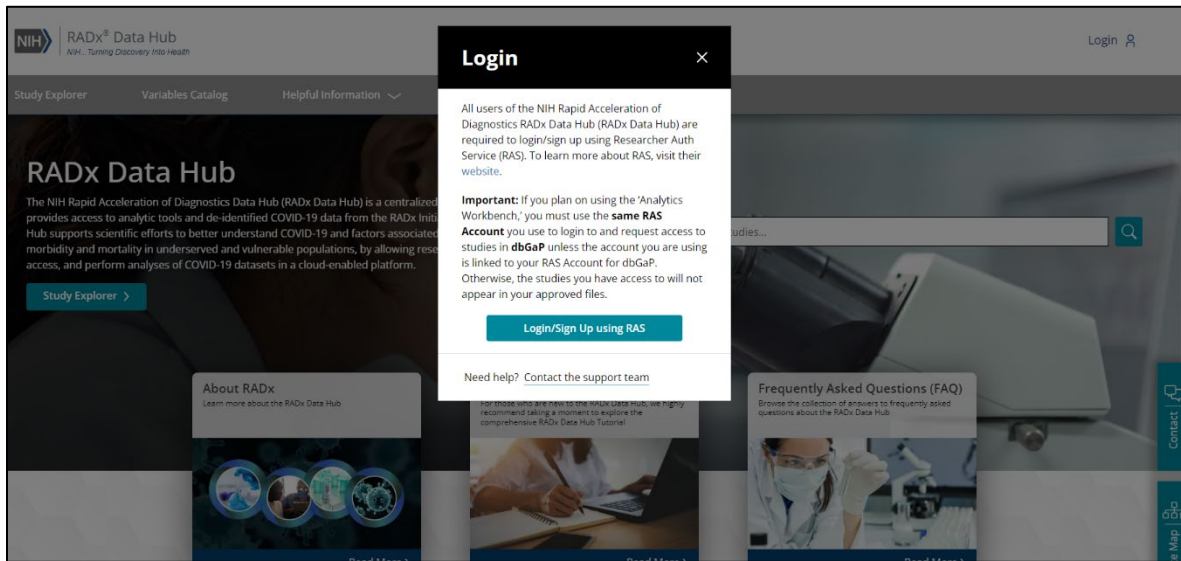 NIH
RADx® Data Hub
NIH... Turning Discovery Into Health
Login
Study Explorer
Variables Catalog
Helpful Information
RADx Data Hub
The NIH Rapid Acceleration of Diagnostics Data Hub (RADx Data Hub) is a centralized
provides access to analytic tools and de-identified COVID-19 data from the RADx Initi
Hub supports scientific efforts to better understand COVID-19 and factors associated
morbidity and mortality in underserved and vulnerable populations, by allowing rese
access, and perform analyses of COVID-19 datasets in a cloud-enabled platform.
Study Explorer >
Login
All users of the NIH Rapid Acceleration of
Diagnostics RADx Data Hub (RADx Data Hub) are
required to login/sign up using Researcher Auth
Service (RAS). To learn more about RAS, visit their
website.
Important: If you plan on using the ‘Analytics
Workbench,’ you must use the same RAS
Account you use to login to and request access to
studies in dbGaP unless the account you are using
is linked to your RAS Account for dbGaP.
Otherwise, the studies you have access to will not
appear in your approved files.
Login/Sign Up using RAS
Need help? Contact the support team
udies...
About RADx
Learn more about the RADx Data Hub
For those who are new to the RADx Data Hub, we highly
recommend taking a moment to explore the
comprehensive RADx Data Hub Tutorial
Frequently Asked Questions (FAQ)
Browse the collection of answers to frequently asked
questions about the RADx Data Hub
Read More >
Read More >
Read More >
Contact
e Map